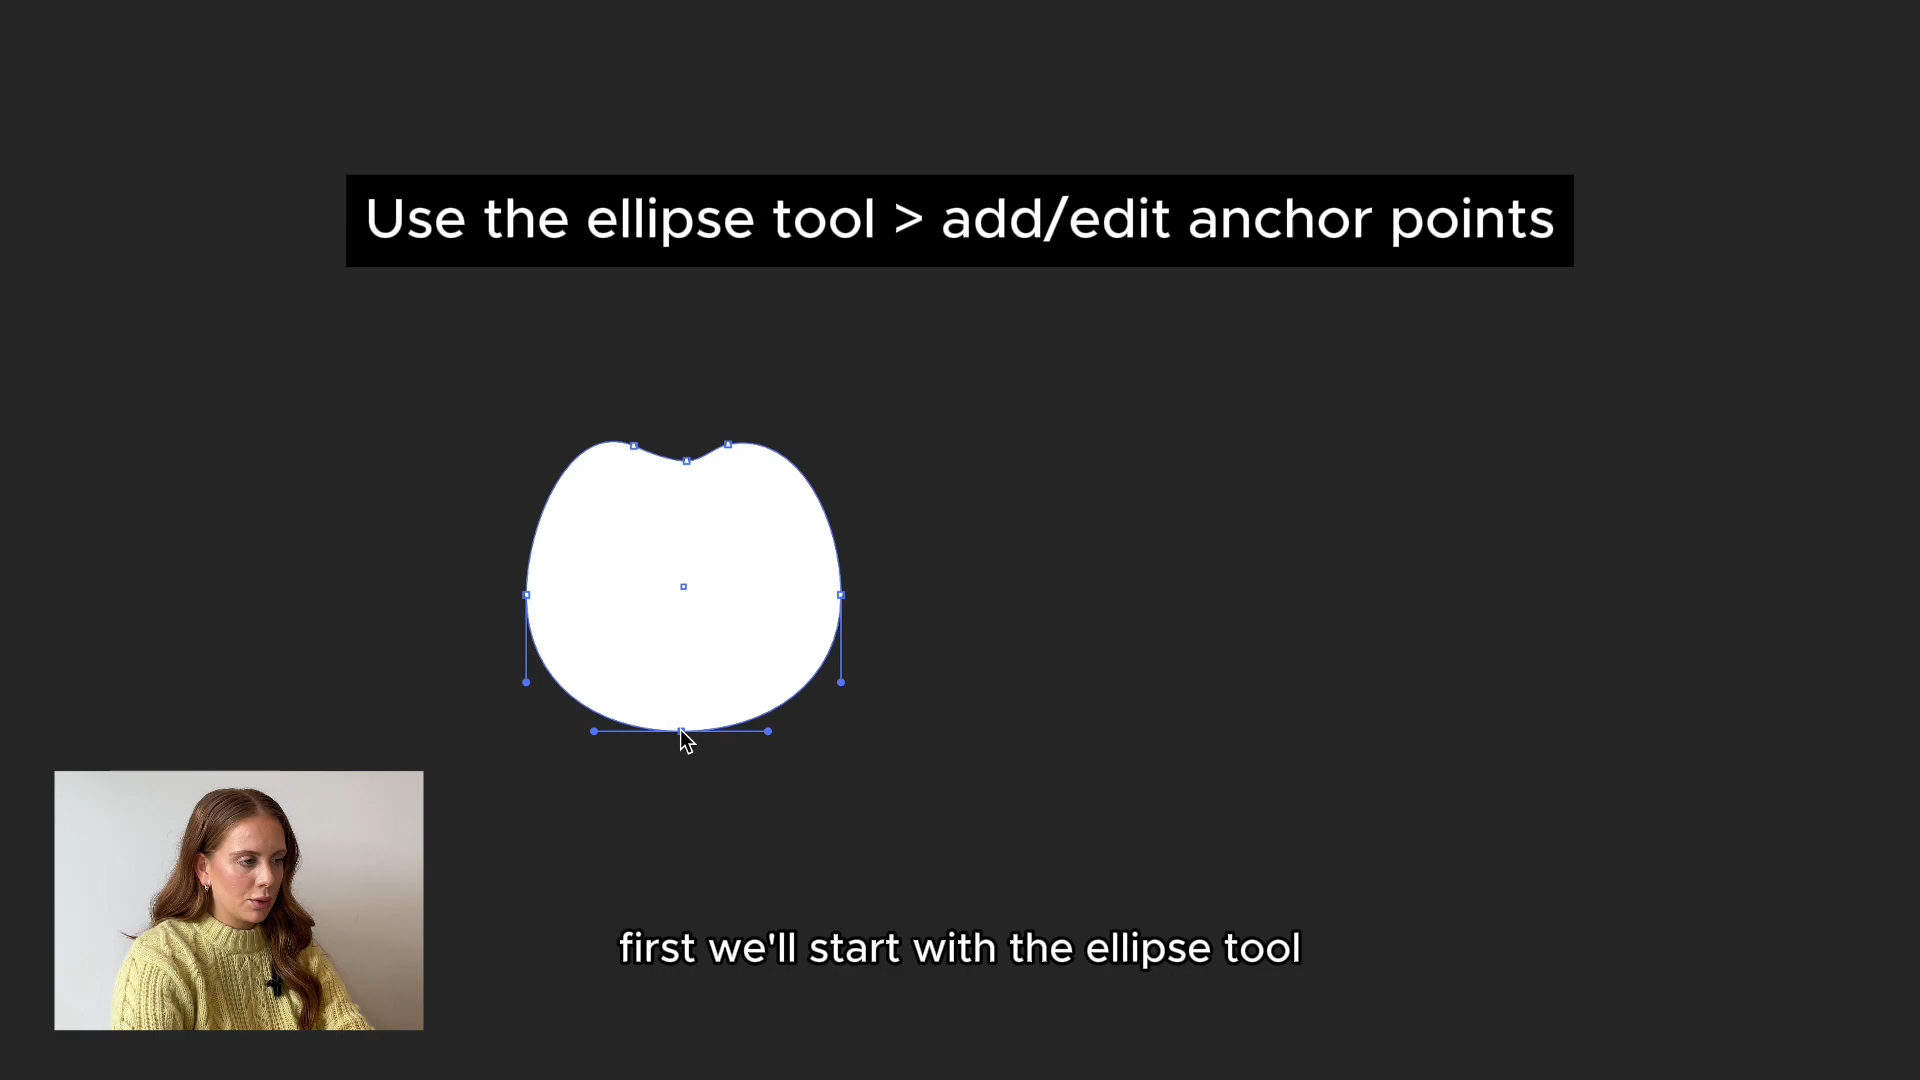 Use the ellipse tool > add/edit anchor points
first we'll start with the ellipse tool